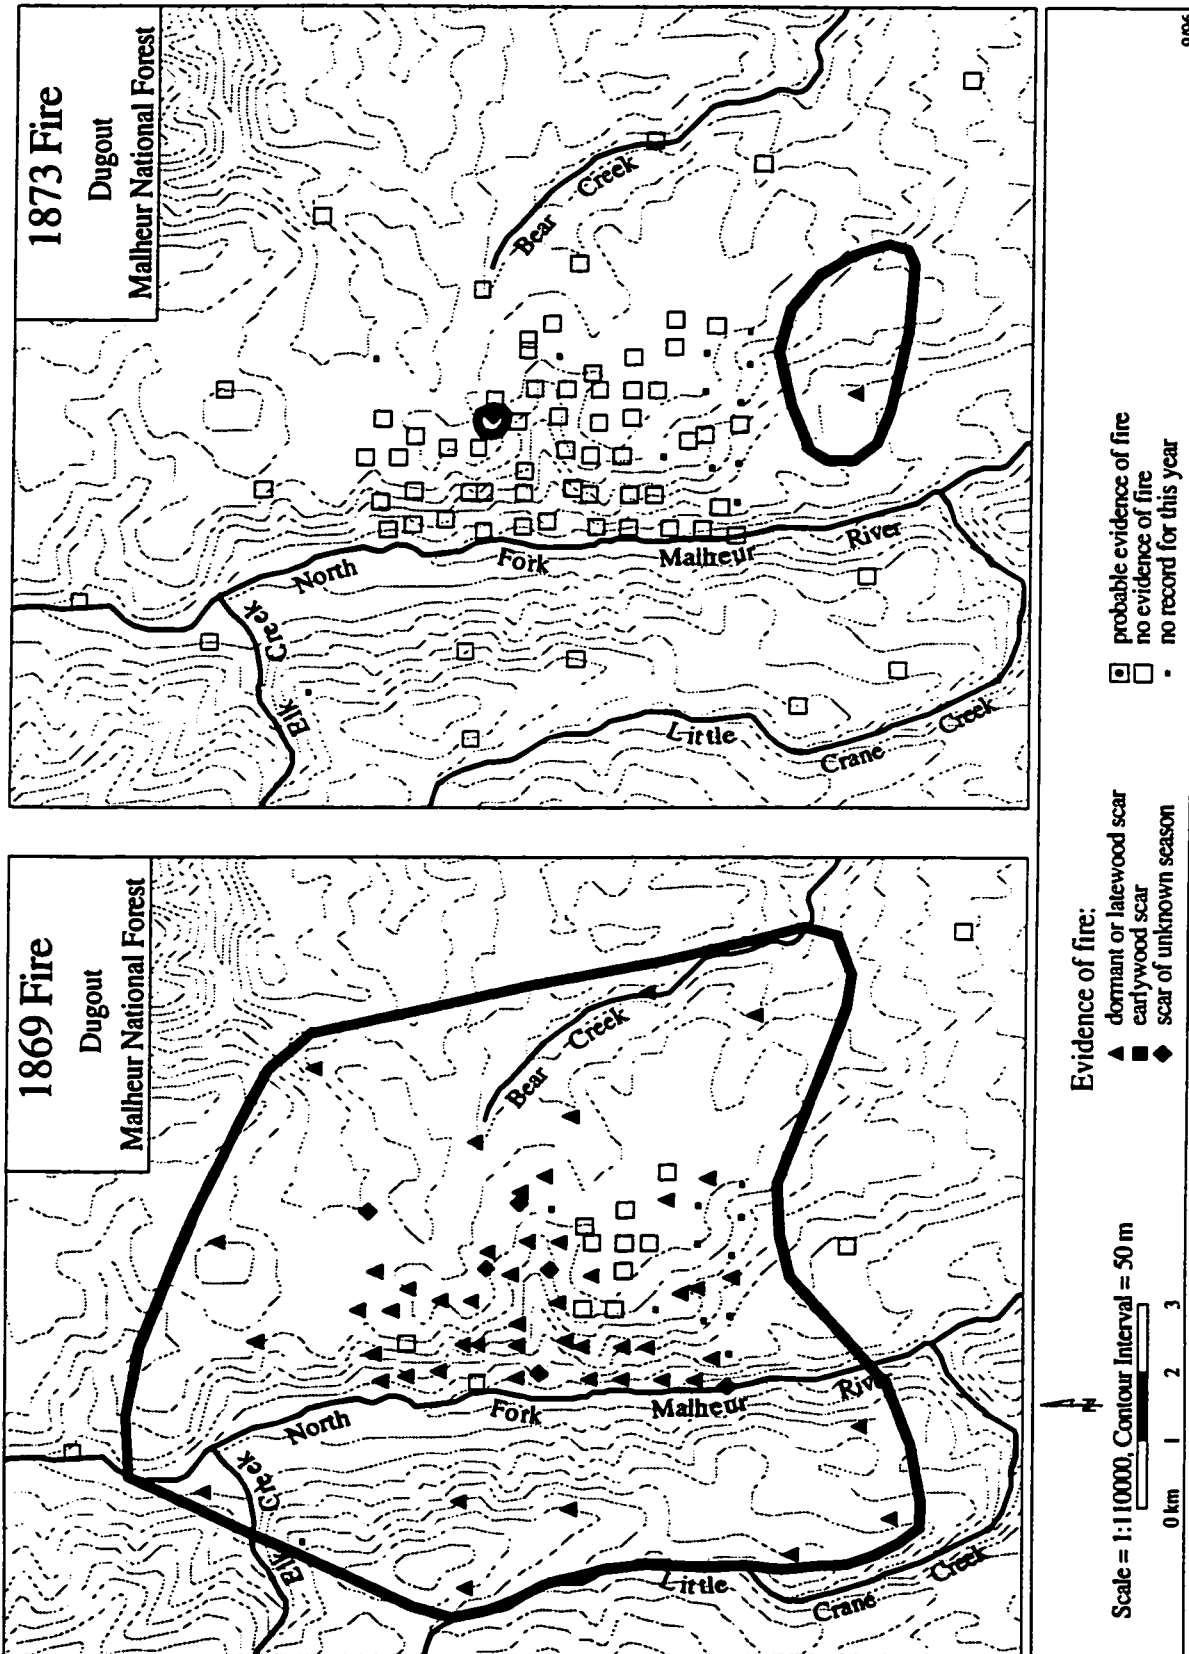 1869 Fire
Dugout
Malheur National Forest
Elk
Creek
North
Fork
Malheur
River
Bear
Creek
Little
Crane
Creek
1873 Fire
Dugout
Malheur National Forest
Elk
Creek
North
Fork
Malheur
River
Bear
Creek
Little
Crane
Creek
Scale = 1:110000, Contour Interval = 50 m
0 km 1 2 3
N
Evidence of fire:
dormant or latewood scar
earlywood scar
scar of unknown season
probable evidence of fire
no evidence of fire
no record for this year